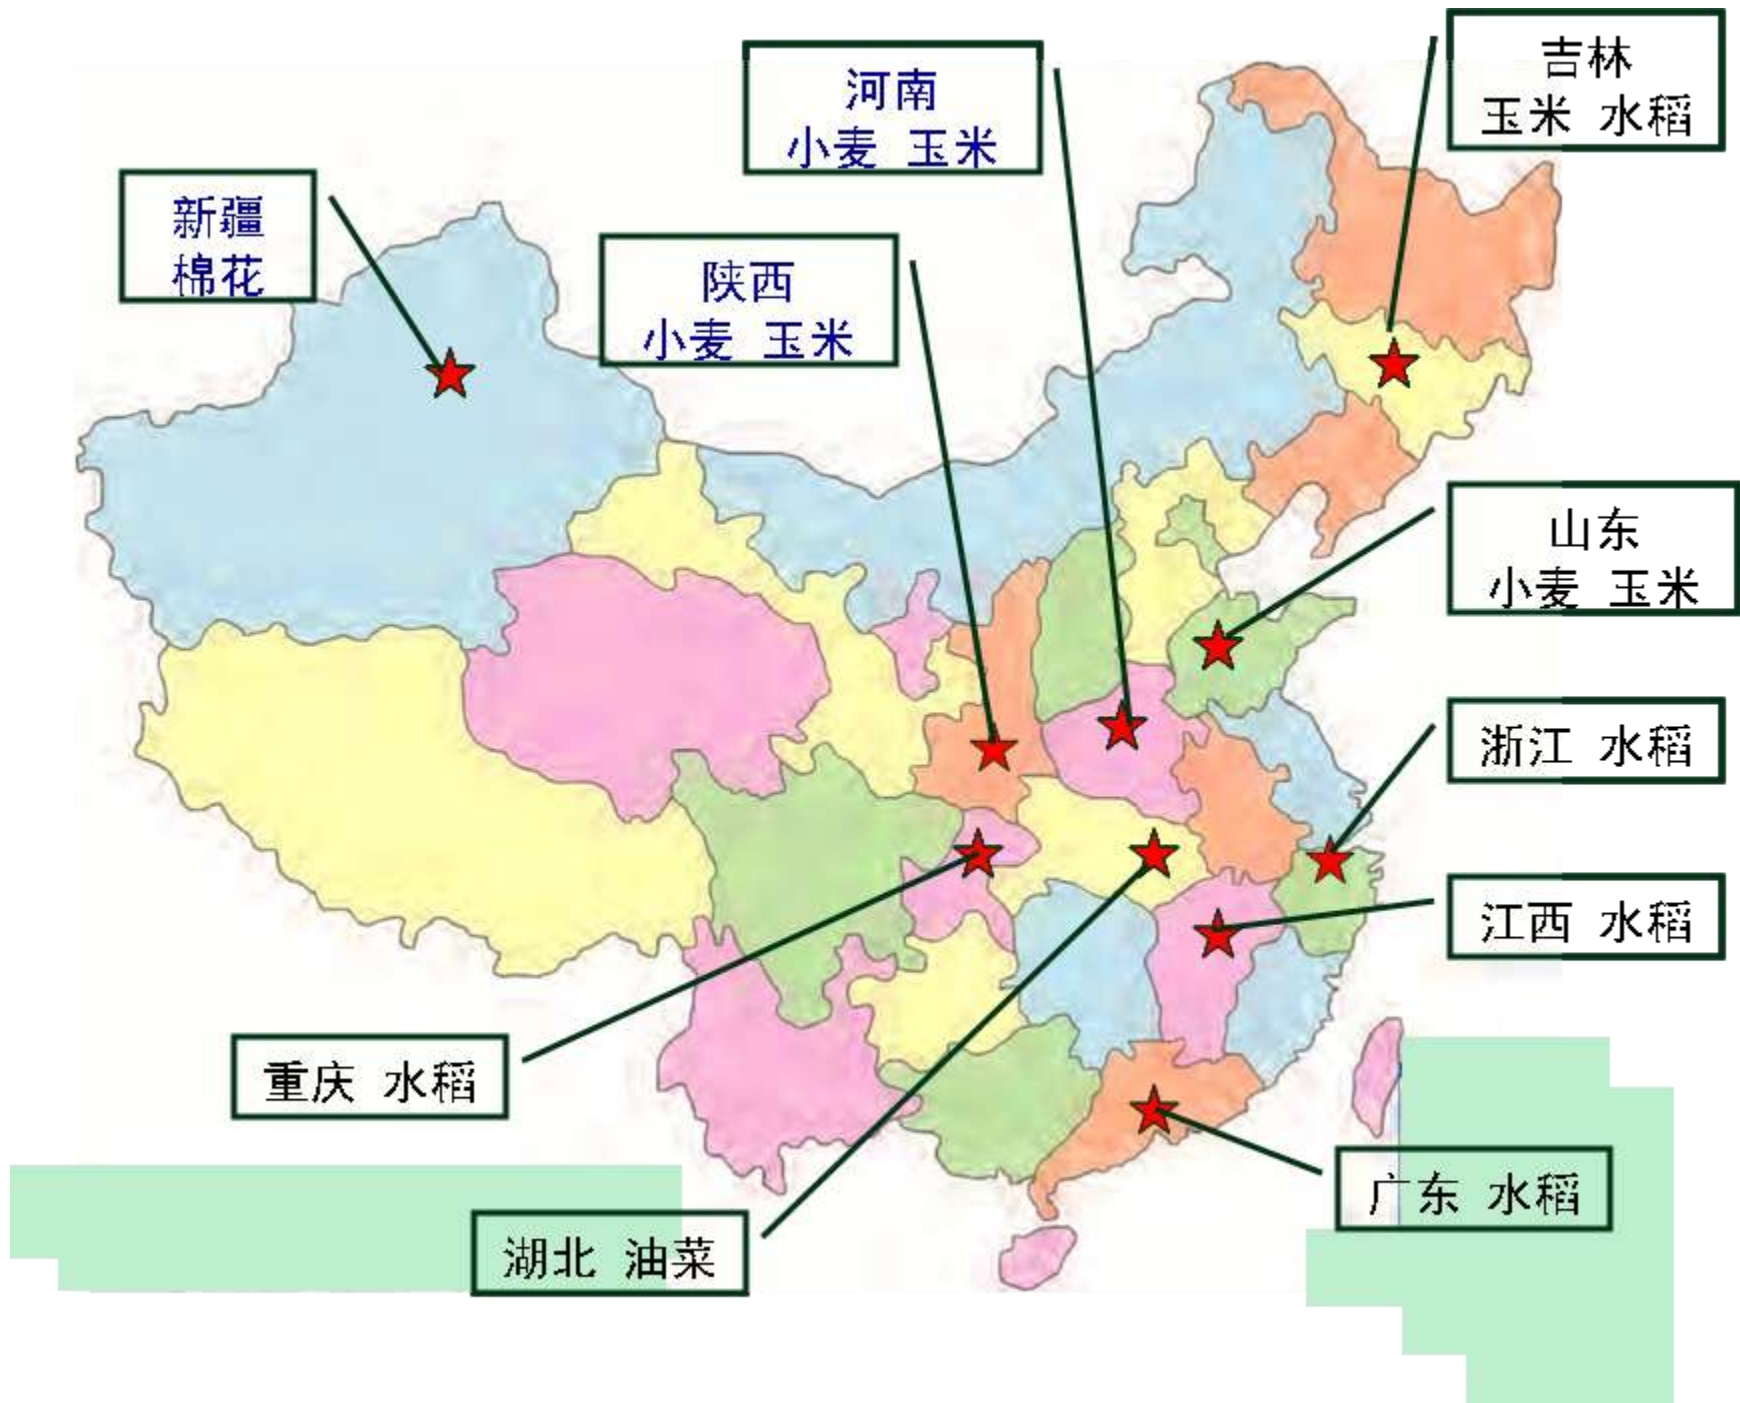 吉林
玉米 水稻
河南
小麦 玉米
新疆
棉花
陕西
小麦 玉米
山东
小麦 玉米
浙江 水稻
江西 水稻
重庆 水稻
广东 水稻
湖北 油菜